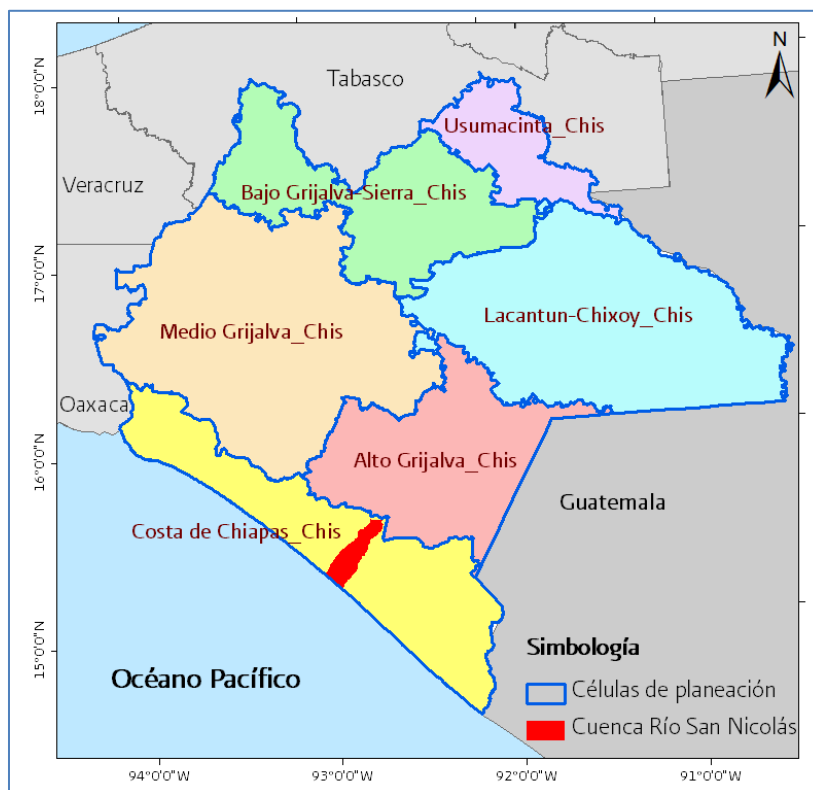 N
Tabasco
Usumacinta_Chis
Veracruz
Bajo Grijalva-Sierra_Chis
Lacantun-Chixoy_Chis
Medio Grijalva_Chis
Oaxaca
Alto Grijalva_Chis
Guatemala
Costa de Chiapas_Chis
Océano Pacífico
Simbología
Células de planeación
Cuenca Río San Nicolás
18°0'0"N
17°0'0"N
16°0'0"N
15°0'0"N
94°0'0"W
93°0'0"W
92°0'0"W
91°0'0"W